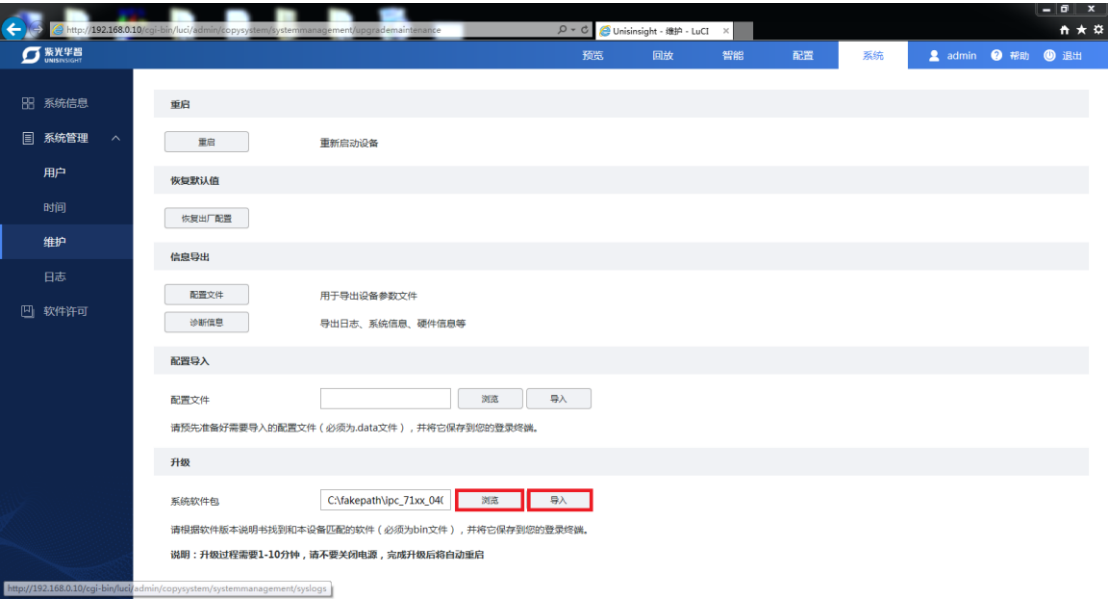 http://192.168.0.10/cgi-bin/luci/admin/copysystem/systemmanagement/upgrademaintenance
Unisinsight - 维护 - LuCI
紫光华智
UNISINSIGHT
预览 回放 智能 配置 系统 admin 帮助 退出
系统信息
系统管理
用户
时间
维护
日志
软件许可
重启
重启 重新启动设备
恢复默认值
恢复出厂配置
信息导出
配置文件 用于导出设备参数文件
诊断信息 导出日志、系统信息、硬件信息等
配置导入
配置文件 浏览 导入
请预先准备好需要导入的配置文件（必须为.data文件），并将它保存到您的登录终端。
升级
系统软件包 C:\fakepath\ipc_71xx_04( 浏览 导入
请根据软件版本说明书找到和本设备匹配的软件（必须为bin文件），并将它保存到您的登录终端。
说明：升级过程需要1-10分钟，请不要关闭电源，完成升级后将自动重启
http://192.168.0.10/cgi-bin/luci/admin/copysystem/systemmanagement/syslogs